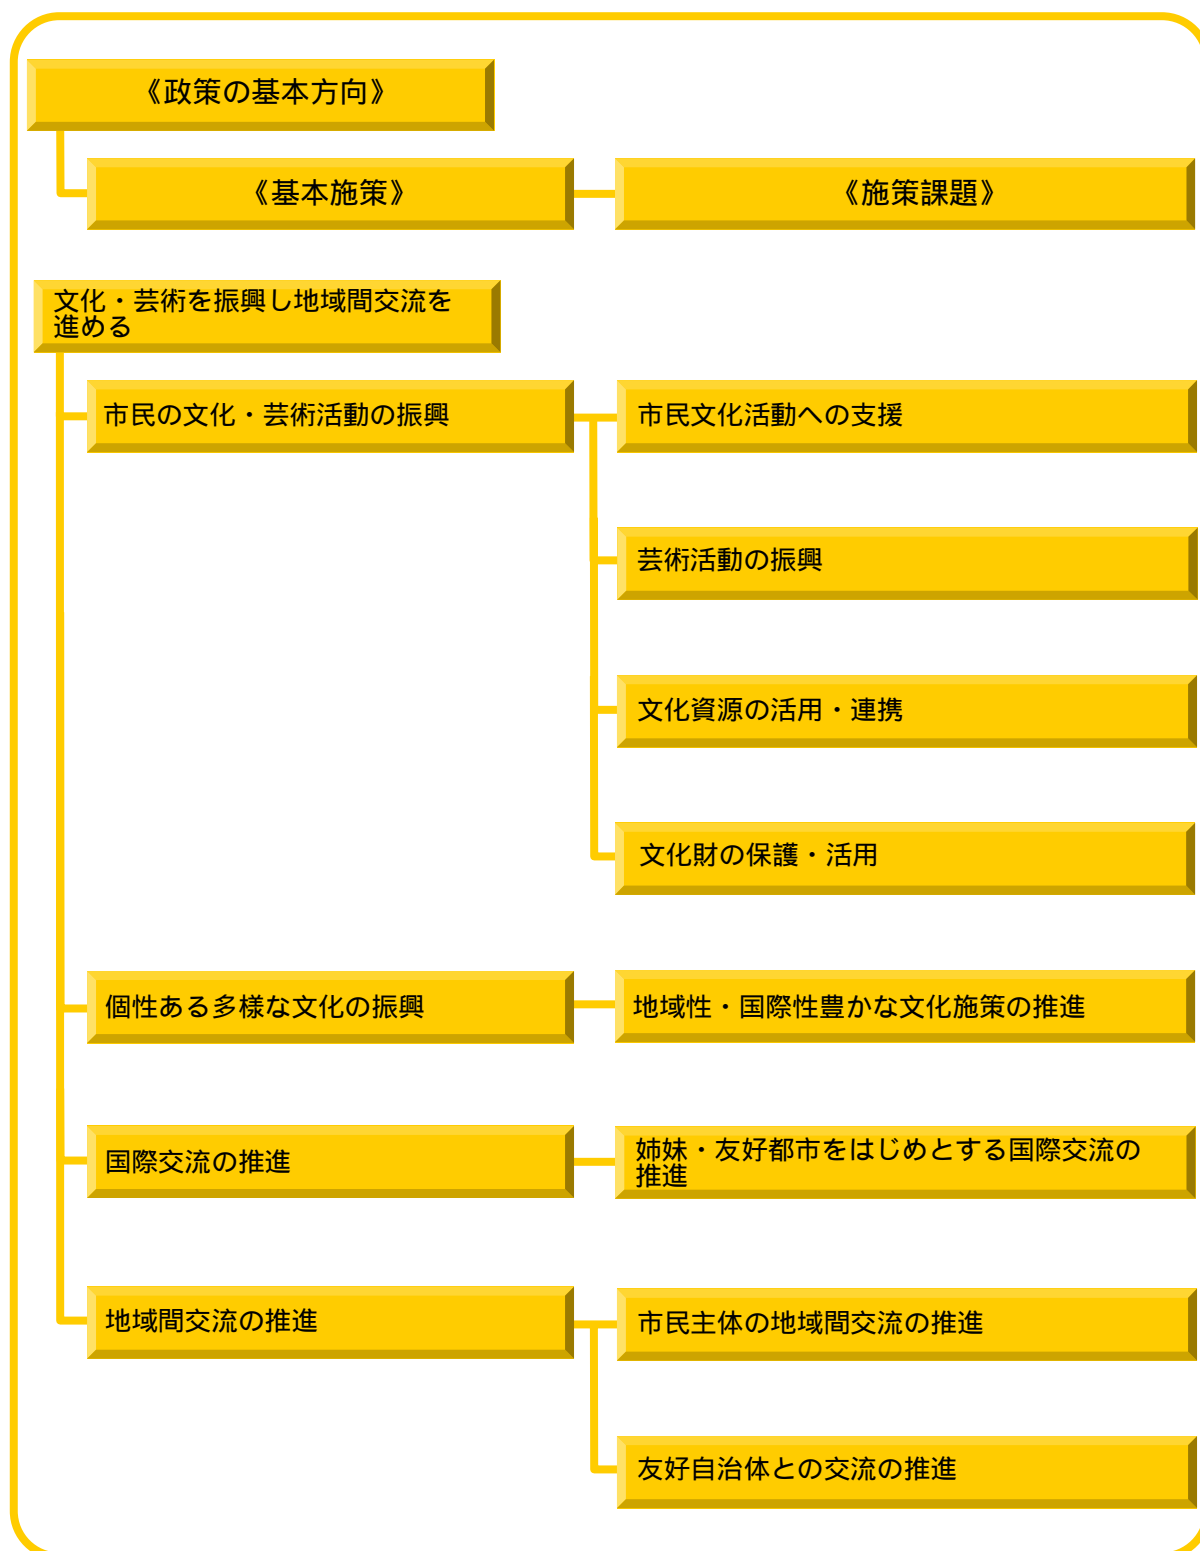 《政策の基本方向》
《基本施策》
《施策課題》
文化・芸術を振興し地域間交流を
進める
市民の文化・芸術活動の振興
市民文化活動への支援
芸術活動の振興
文化資源の活用・連携
文化財の保護・活用
個性ある多様な文化の振興
地域性・国際性豊かな文化施策の推進
国際交流の推進
姉妹・友好都市をはじめとする国際交流の
推進
地域間交流の推進
市民主体の地域間交流の推進
友好自治体との交流の推進